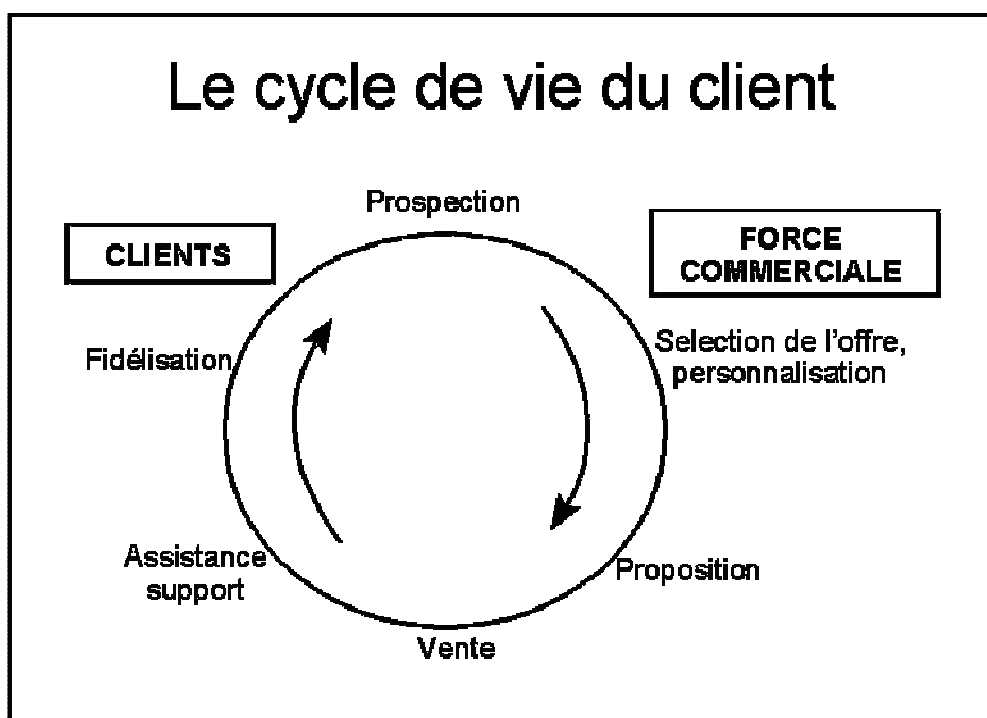 Le cycle de vie du client
Prospection
CLIENTS
FORCE
COMMERCIALE
Selection de l'offre,
personnalisation
Fidélisation
Assistance
support
Proposition
Vente